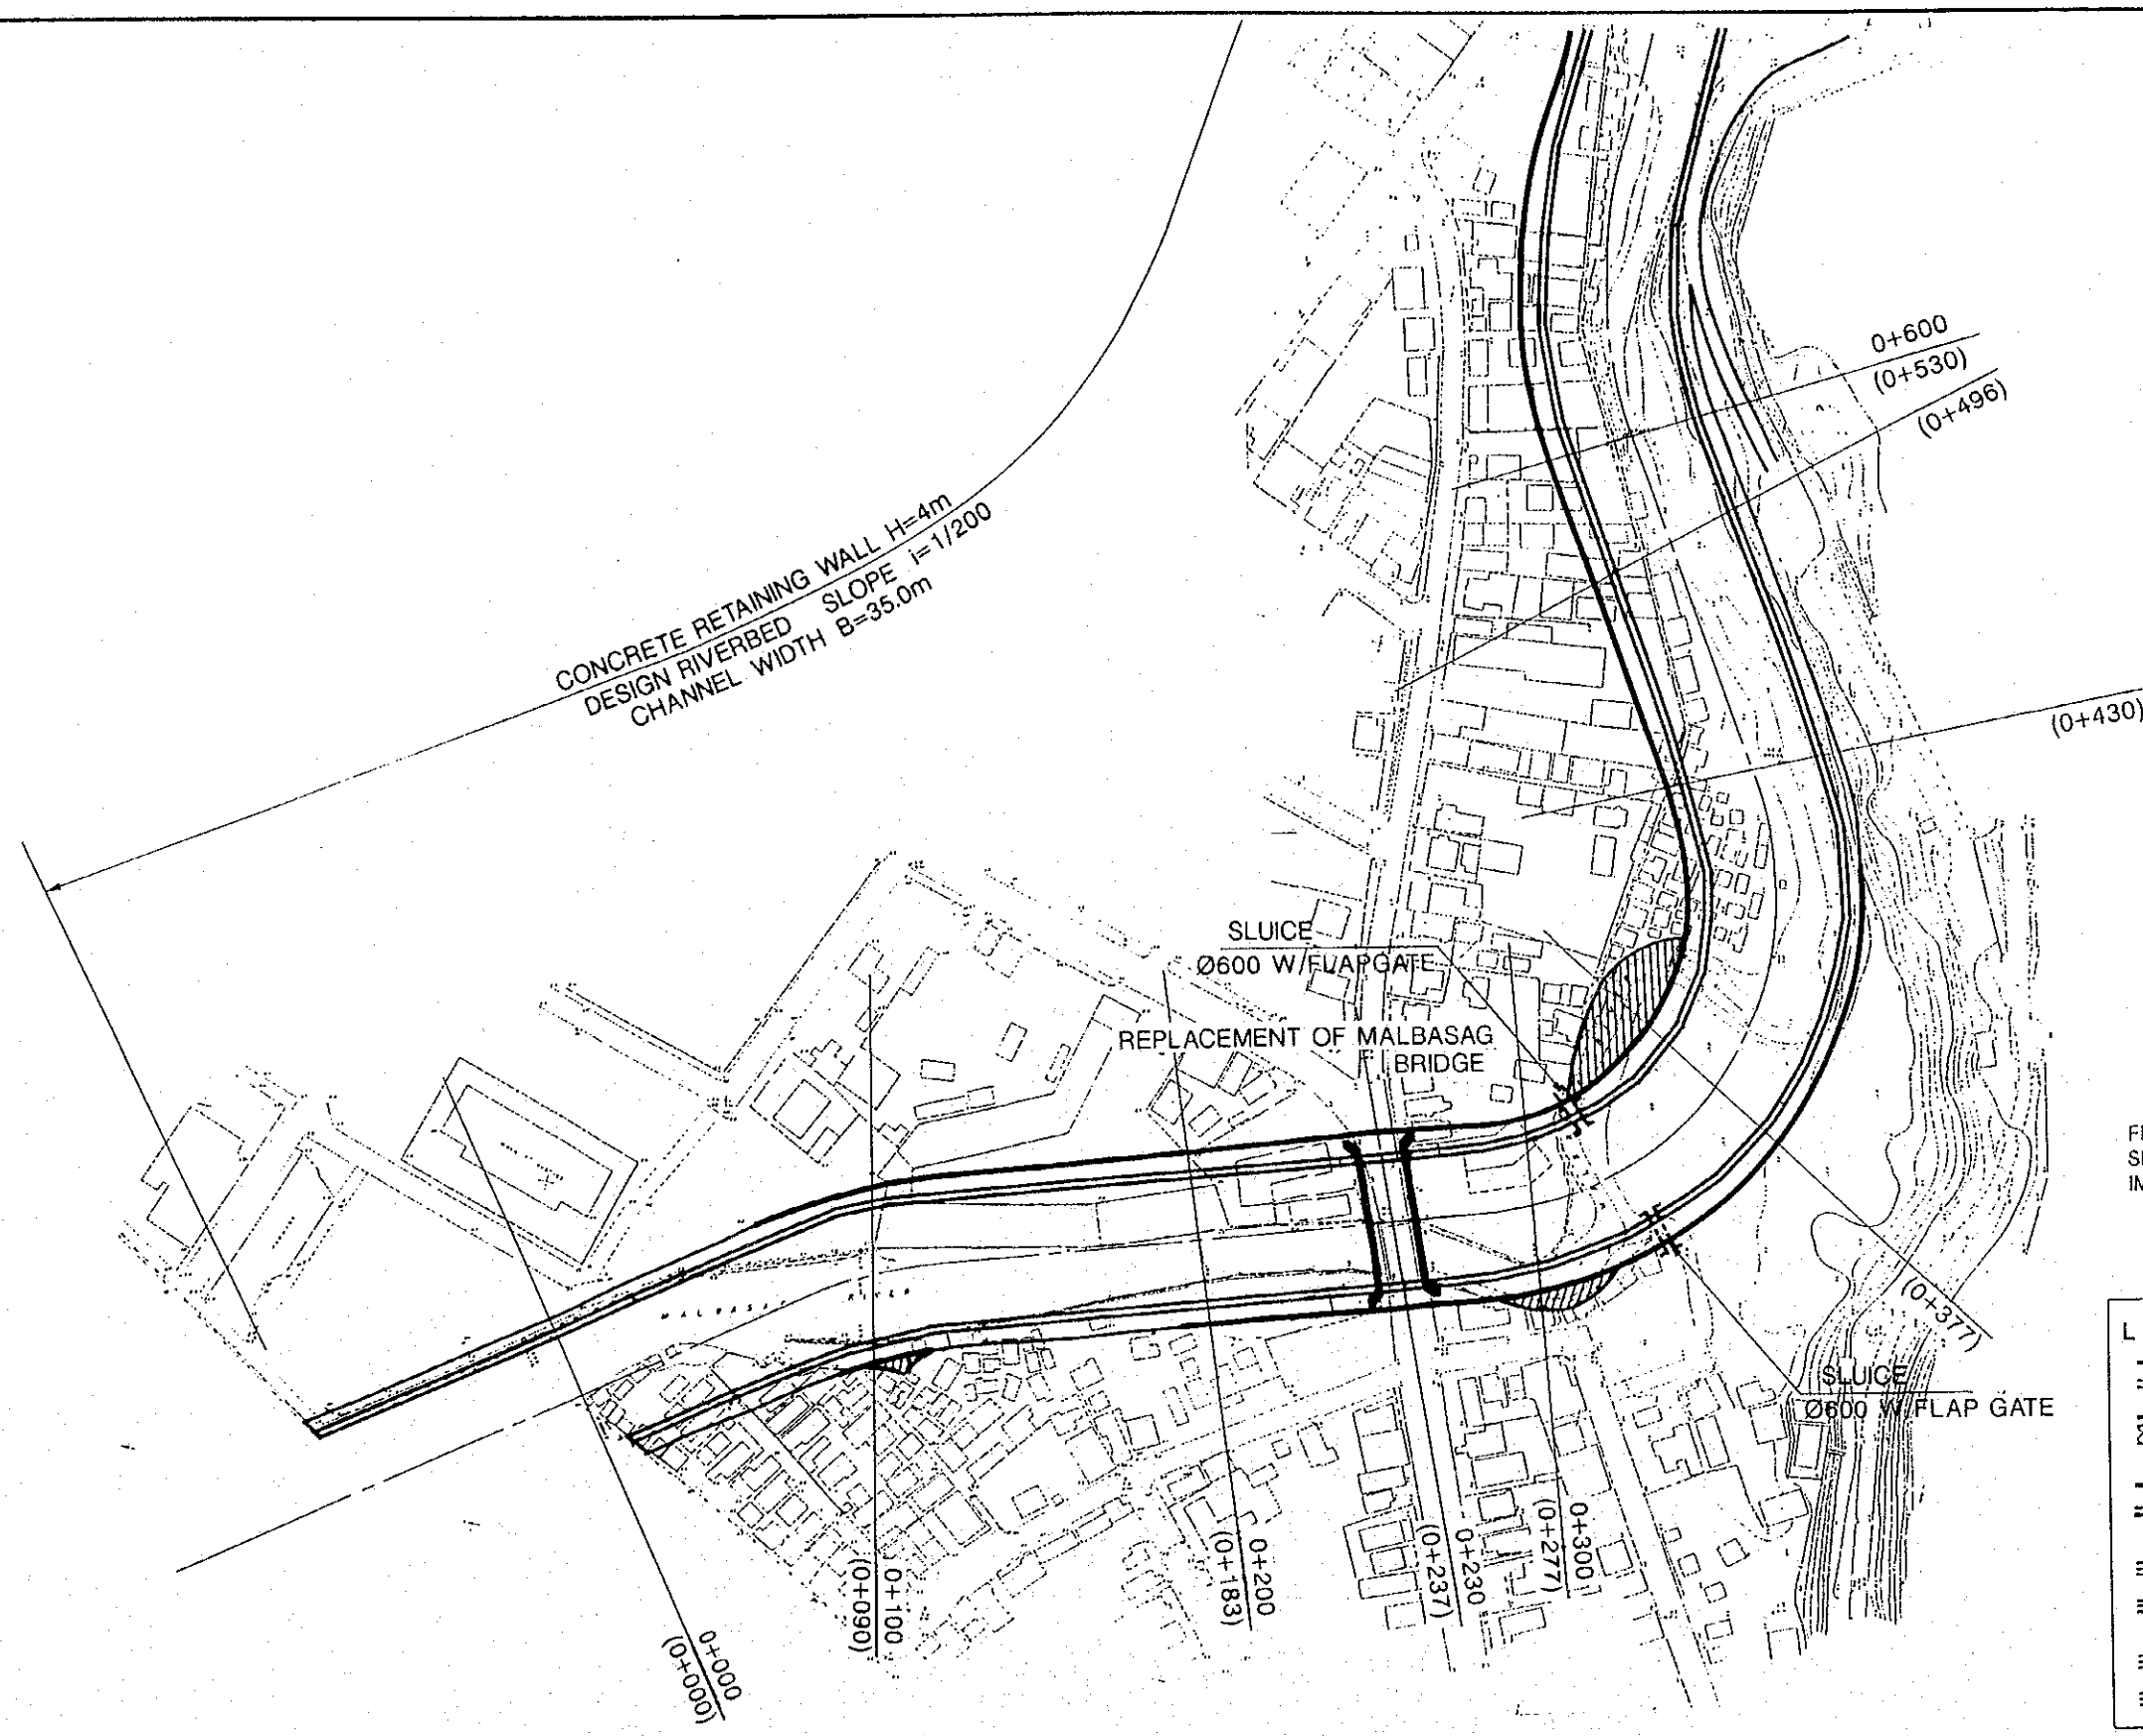 0+600
(0+530)
(0+496)
CONCRETE RETAINING WALL H=4m
DESIGN RIVERBED SLOPE i=1/200
CHANNEL WIDTH B=35.0m
(0+430)
SLUICE
Ø600 W/FLAPGATE
REPLACEMENT OF MALBASAG
BRIDGE
MALBASAG RIVER
(0+377)
SLUICE
Ø600 W/FLAP GATE
0+300
(0+277)
0+230
(0+237)
0+200
(0+183)
0+100
(0+090)
0+000
(0+000)
L